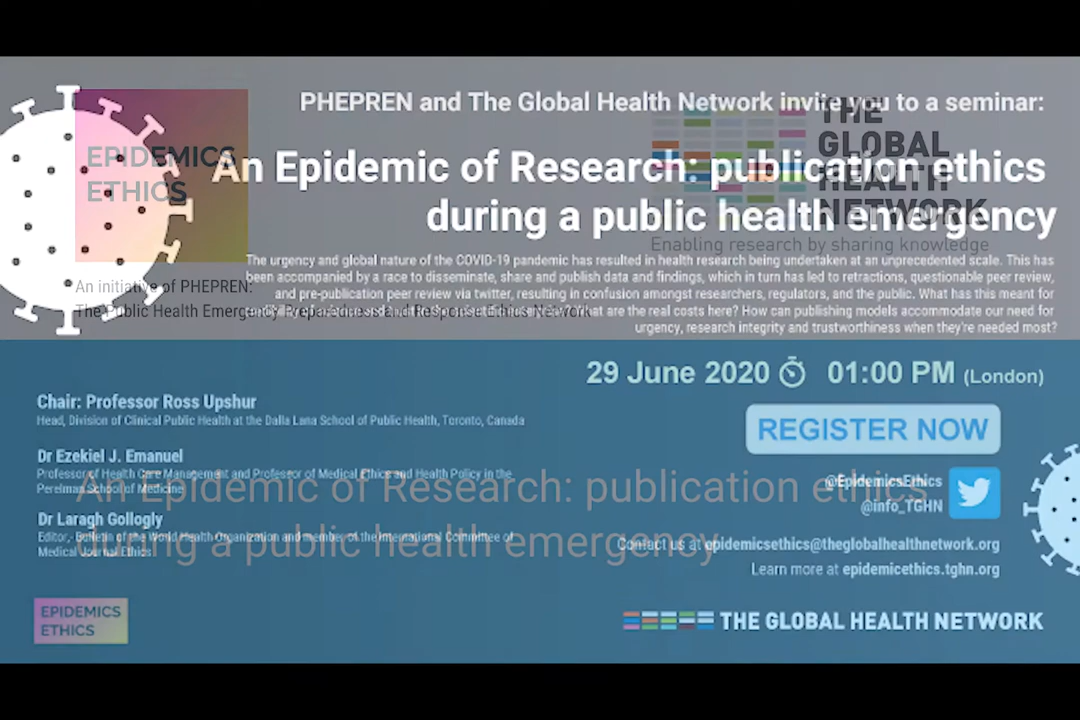 PHEPREN and The Global Health Network invite you to a seminar:
An Epidemic of Research: publication ethics
during a public health emergency
EPIDEMICS
ETHICS
THE
GLOBAL
HEALTH
NETWORK
Enabling research by sharing knowledge
An initiative of PHEPREN:
The Public Health Emergency Preparedness and Response Ethics Network
The urgency and global nature of the COVID-19 pandemic has resulted in health research being undertaken at an unprecedented scale. This has
been accompanied by a race to disseminate, share and publish data and findings, which in turn has led to retractions, questionable peer review,
and pre-publication peer review via twitter, resulting in confusion amongst researchers, regulators, and the public. What has this meant for
are the real costs here? How can publishing models accommodate our need for
urgency, research integrity and trustworthiness when they're needed most?
29 June 2020 01:00 PM (London)
REGISTER NOW
Chair: Professor Ross Upshur
Head, Division of Clinical Public Health at the Dalla Lana School of Public Health, Toronto, Canada
Dr Ezekiel J. Emanuel
Professor of Health Care Management and Professor of Medical Ethics and Health Policy in the
Perelman School of Medicine
Dr Laragh Gollogly
Editor, Bulletin of the World Health Organization and member of the International Committee of
Medical Journal Ethics
An Epidemic of Research: publication ethics
during a public health emergency
@EpidemicsEthics
@info_TGHN
Contact us at epidemicsethics@theglobalhealthnetwork.org
Learn more at epidemicethics.tghn.org
EPIDEMICS
ETHICS
THE GLOBAL HEALTH NETWORK